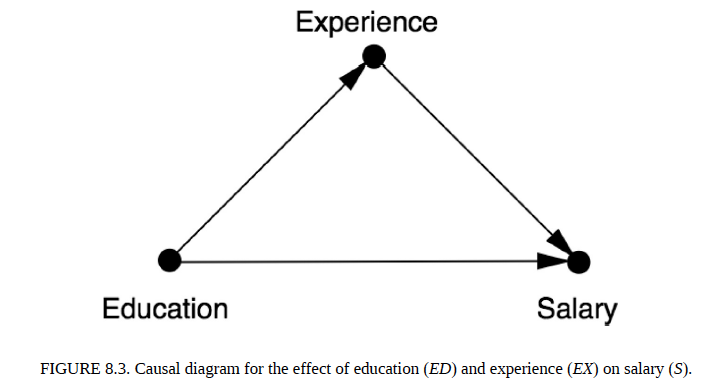 Experience
Education
Salary
FIGURE 8.3. Causal diagram for the effect of education (ED) and experience (EX) on salary (S).